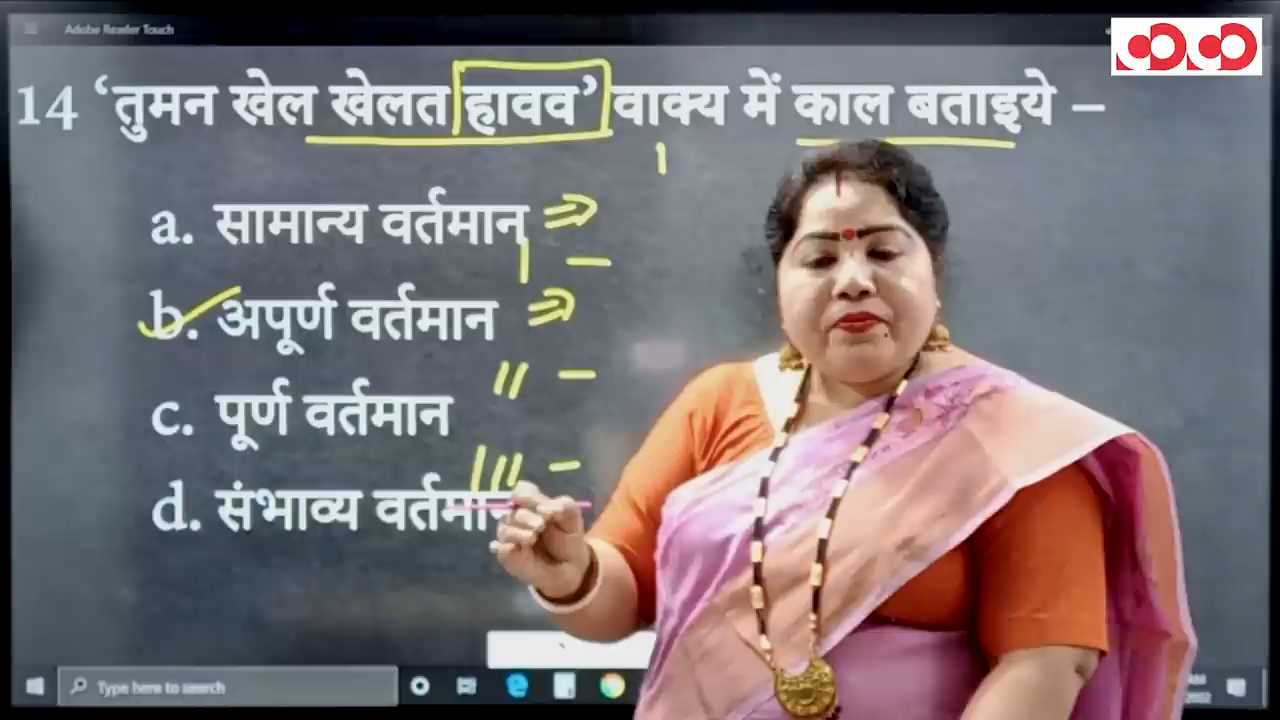 Adobe Reader Touch
14 ‘तुमन खेल खेलत हावव’ वाक्य में काल बताइये –
a. सामान्य वर्तमान
b. अपूर्ण वर्तमान
c. पूर्ण वर्तमान
d. संभाव्य वर्तमान
Type here to search